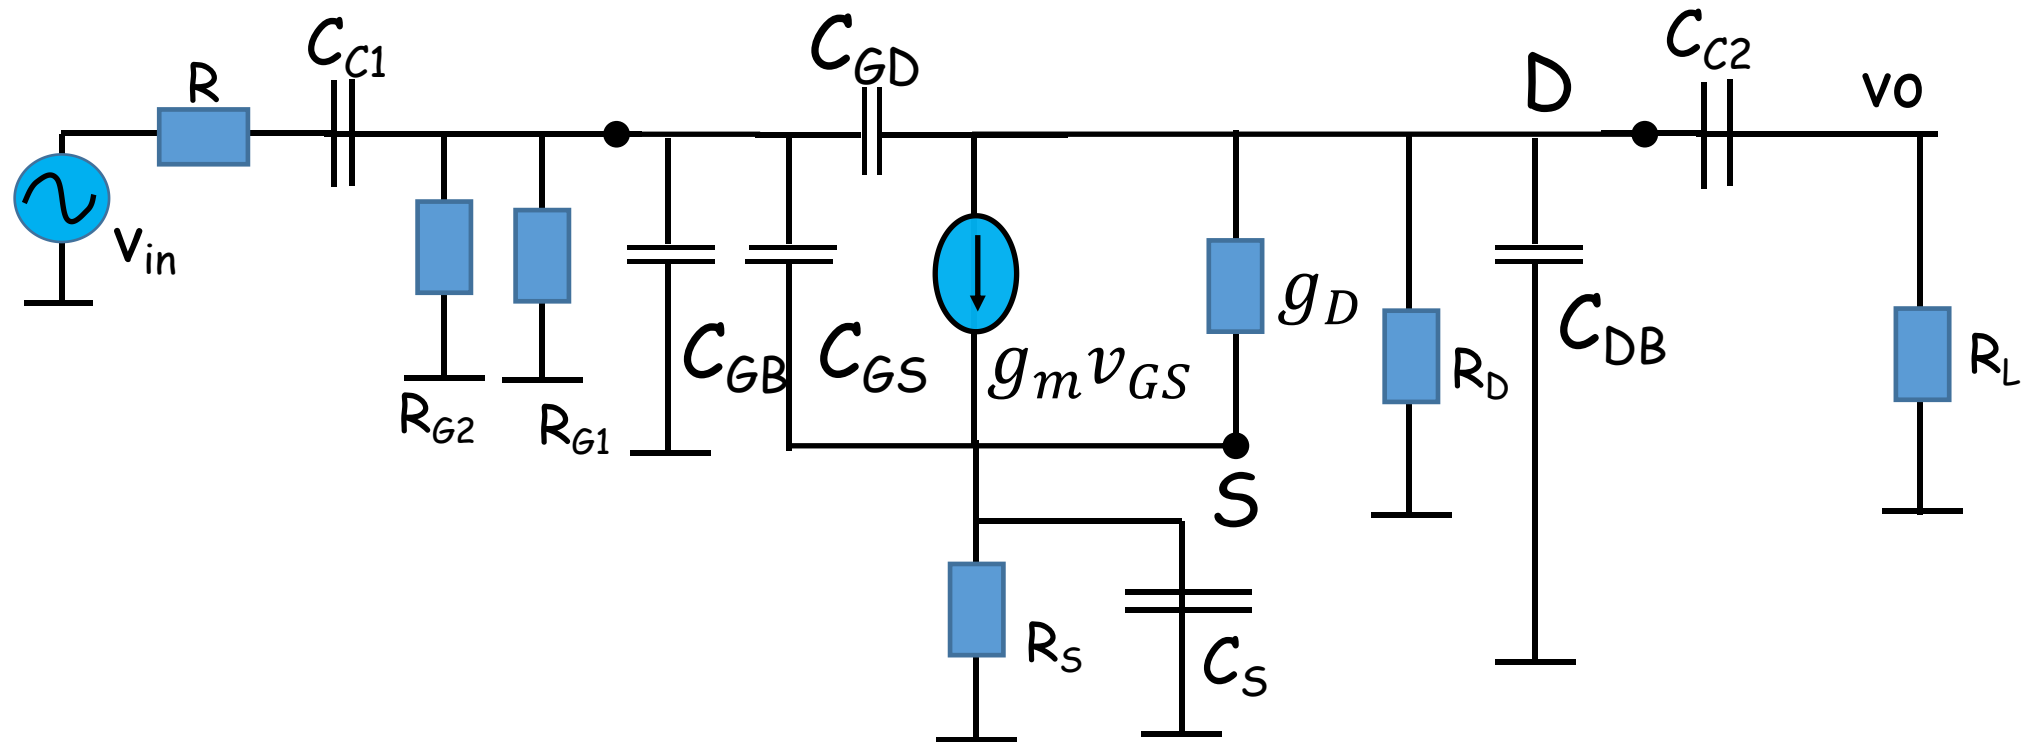 R
C_C1
C_GD
D
C_C2
vo
v_in
R_G2
R_G1
C_GB
C_GS
g_m v_GS
g_D
S
R_D
C_DB
R_L
R_S
C_S